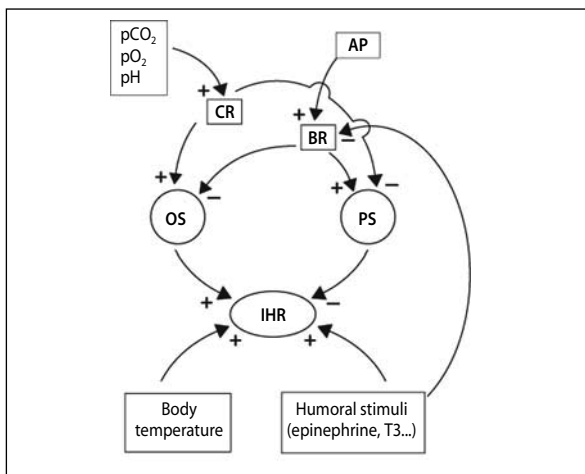 pCO₂
pO₂
pH
AP
+
CR
+
BR
−
+
−
+
−
OS
PS
+
−
IHR
+
+
Body
temperature
Humoral stimuli
(epinephrine, T3...)